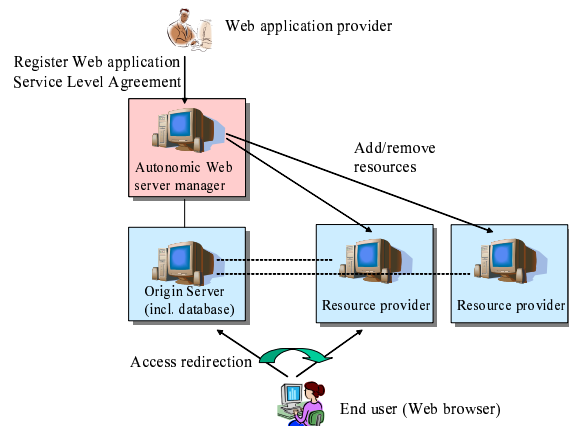 Web application provider
Register Web application
Service Level Agreement
Add/remove
resources
Autonomic Web
server manager
Origin Server
(incl. database)
Resource provider
Resource provider
Access redirection
End user (Web browser)